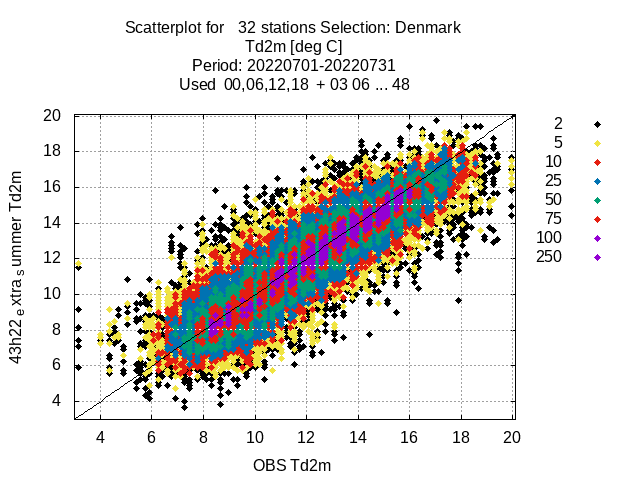 Scatterplot for 32 stations Selection: Denmark
Td2m [deg C]
Period: 20220701-20220731
Used 00,06,12,18 + 03 06 ... 48
20
18
16
14
12
10
8
6
4
43h22 e xtra s ummer Td2m
4 6 8 10 12 14 16 18 20
OBS Td2m
2
5
10
25
50
75
100
250